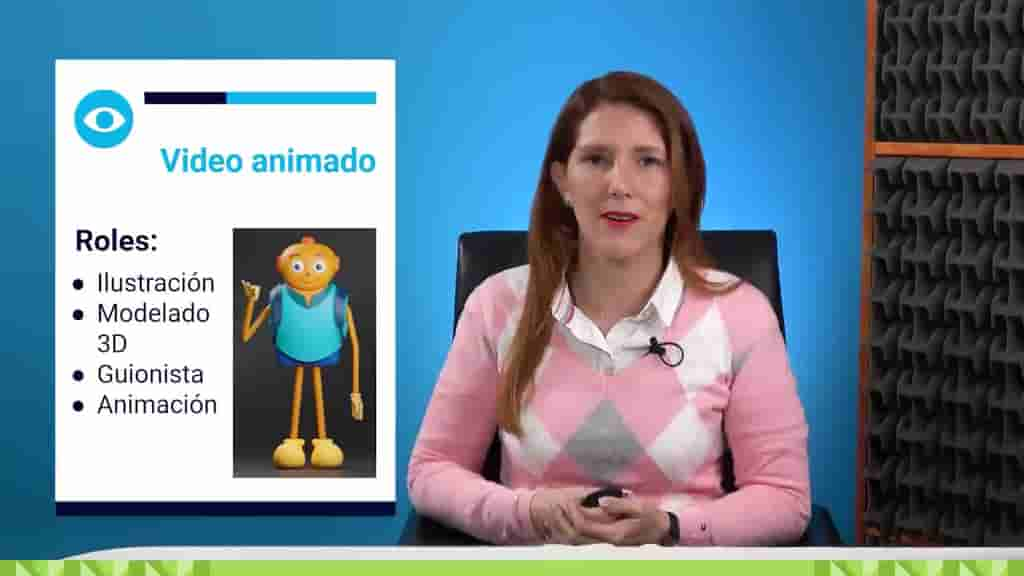 Video animado
Roles:
● Ilustración
● Modelado
3D
● Guionista
● Animación